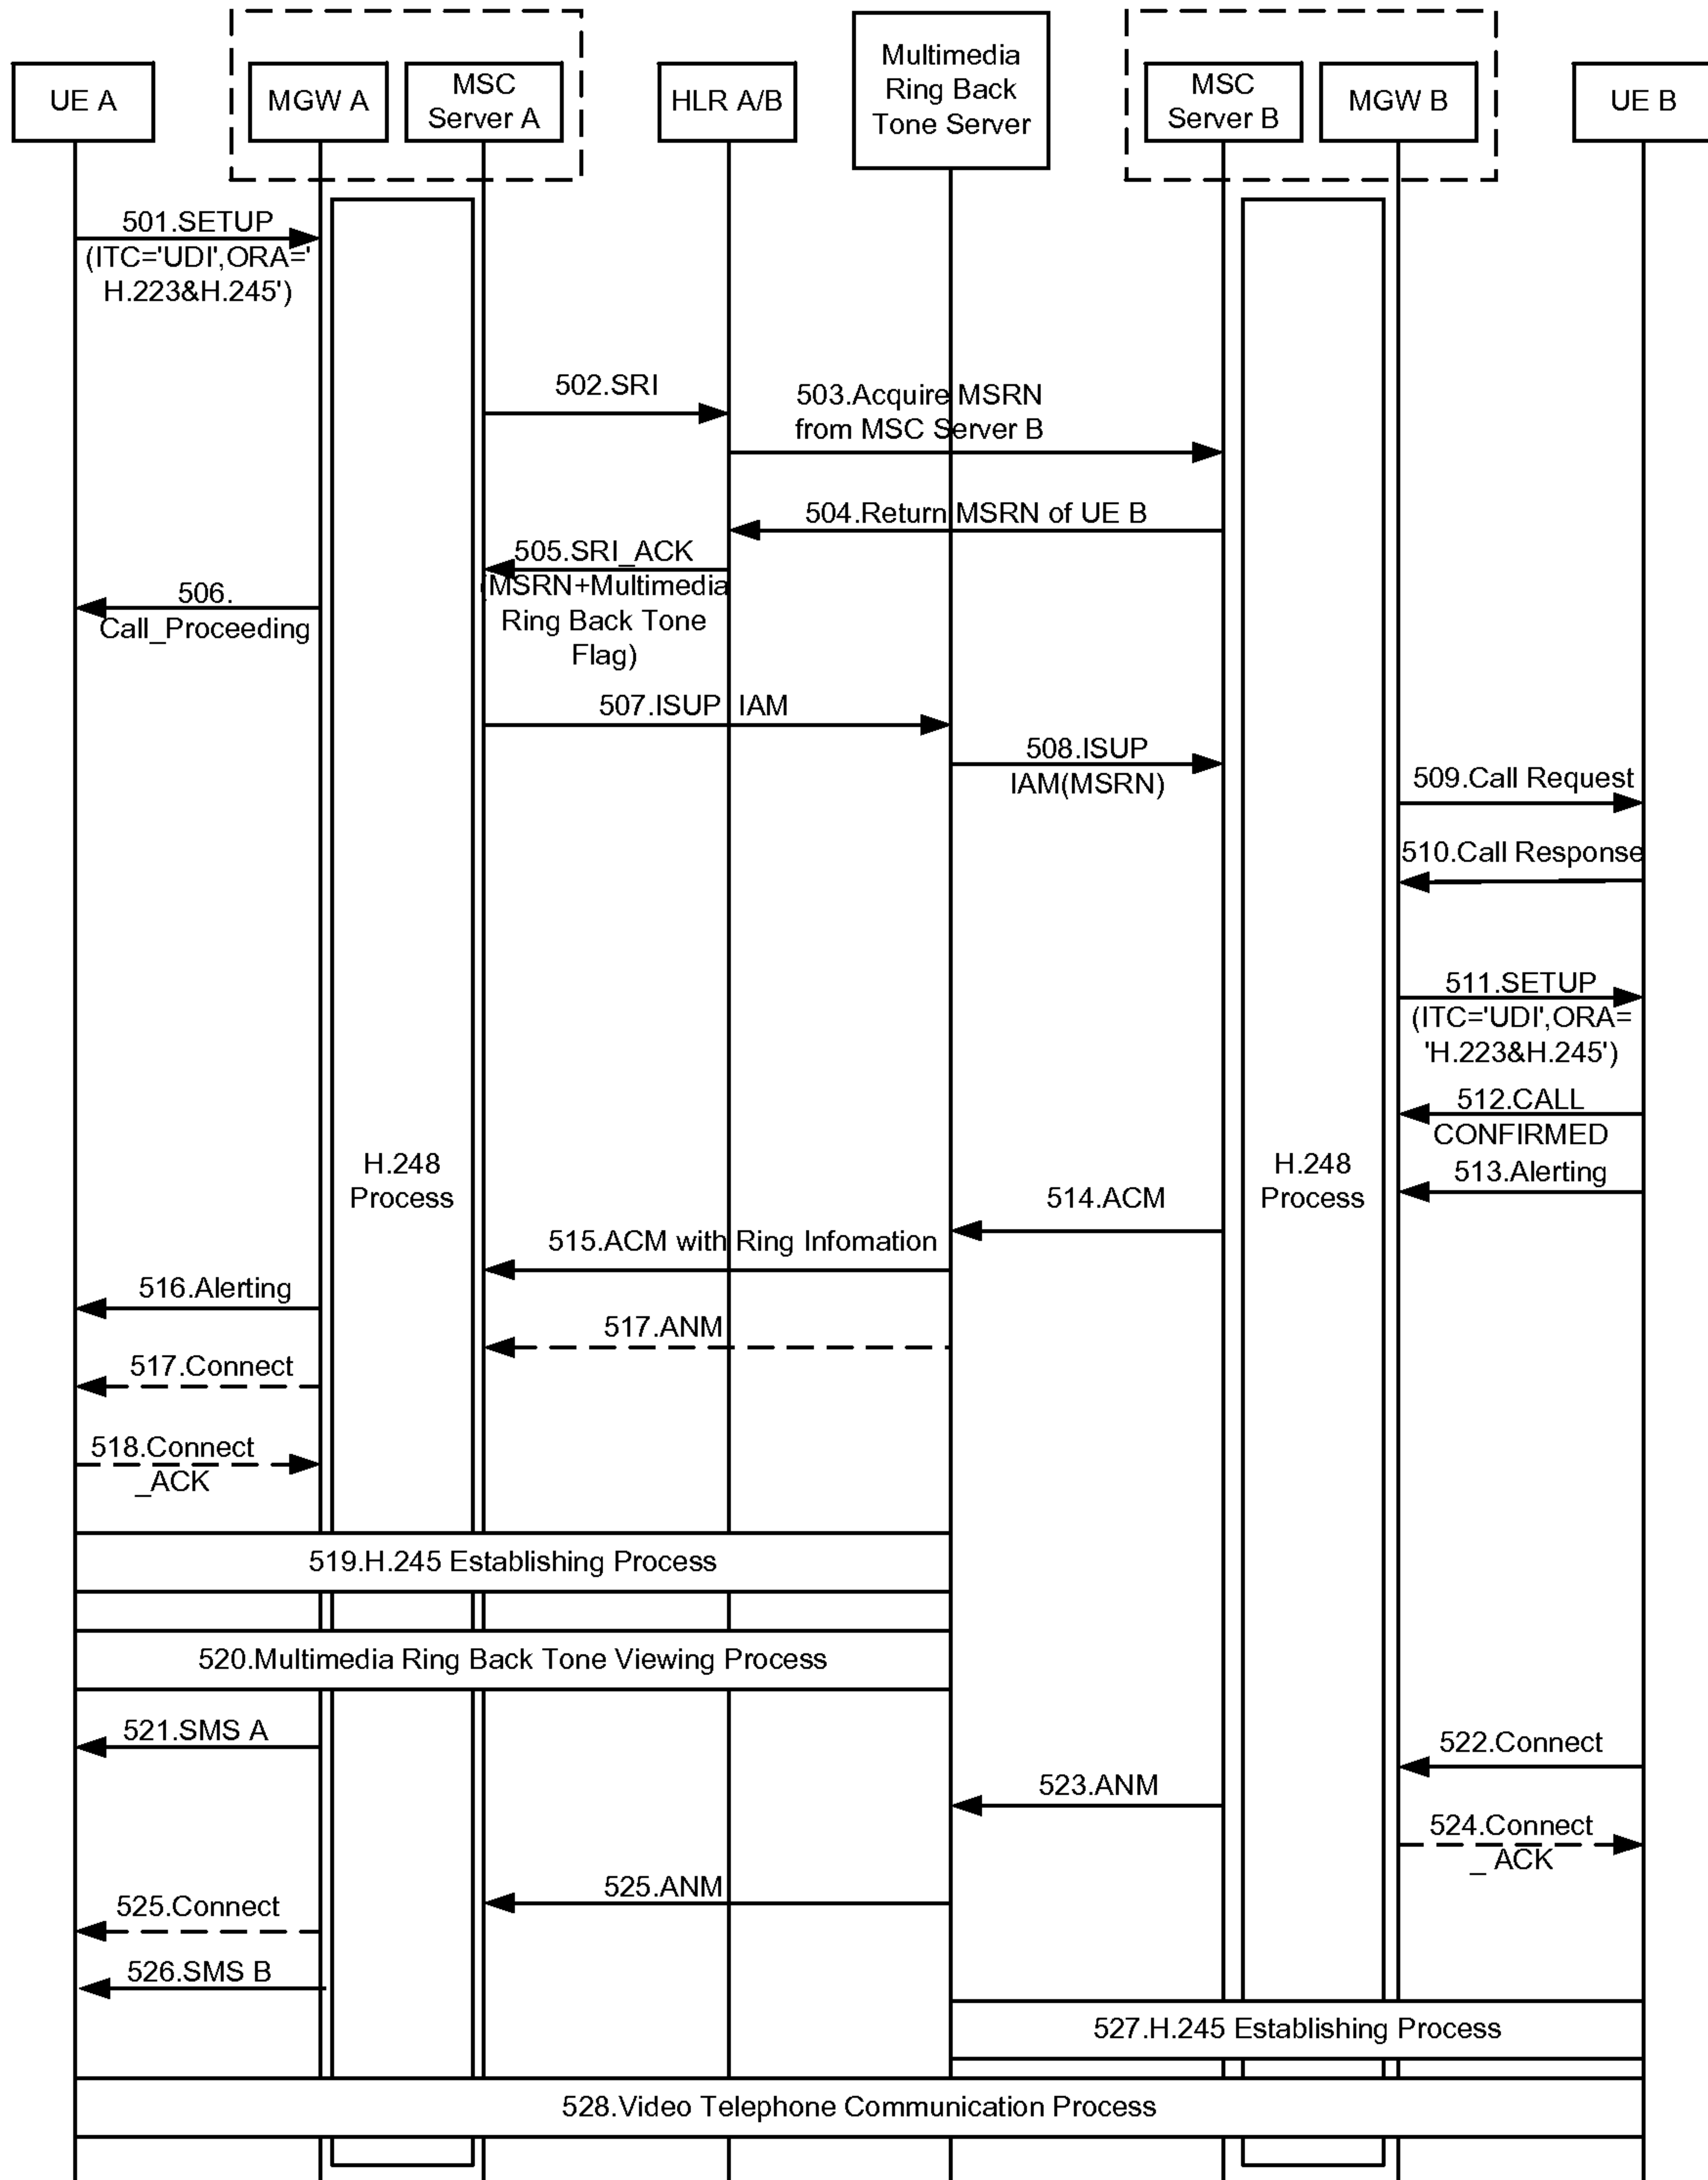 UE A
MGW A
MSC
Server A
HLR A/B
Multimedia
Ring Back
Tone Server
MSC
Server B
MGW B
UE B
501.SETUP
(ITC='UDI',ORA='
H.223&H.245')
502.SRI
503.Acquire MSRN
from MSC Server B
504.Return MSRN of UE B
505.SRI_ACK
(MSRN+Multimedia
Ring Back Tone
Flag)
506.
Call_Proceeding
507.ISUP IAM
508.ISUP
IAM(MSRN)
509.Call Request
510.Call Response
511.SETUP
(ITC='UDI',ORA=
'H.223&H.245')
512.CALL
CONFIRMED
513.Alerting
H.248
Process
H.248
Process
514.ACM
515.ACM with Ring Infomation
516.Alerting
517.ANM
517.Connect
518.Connect
_ACK
519.H.245 Establishing Process
520.Multimedia Ring Back Tone Viewing Process
521.SMS A
522.Connect
523.ANM
524.Connect
_ ACK
525.ANM
525.Connect
526.SMS B
527.H.245 Establishing Process
528.Video Telephone Communication Process